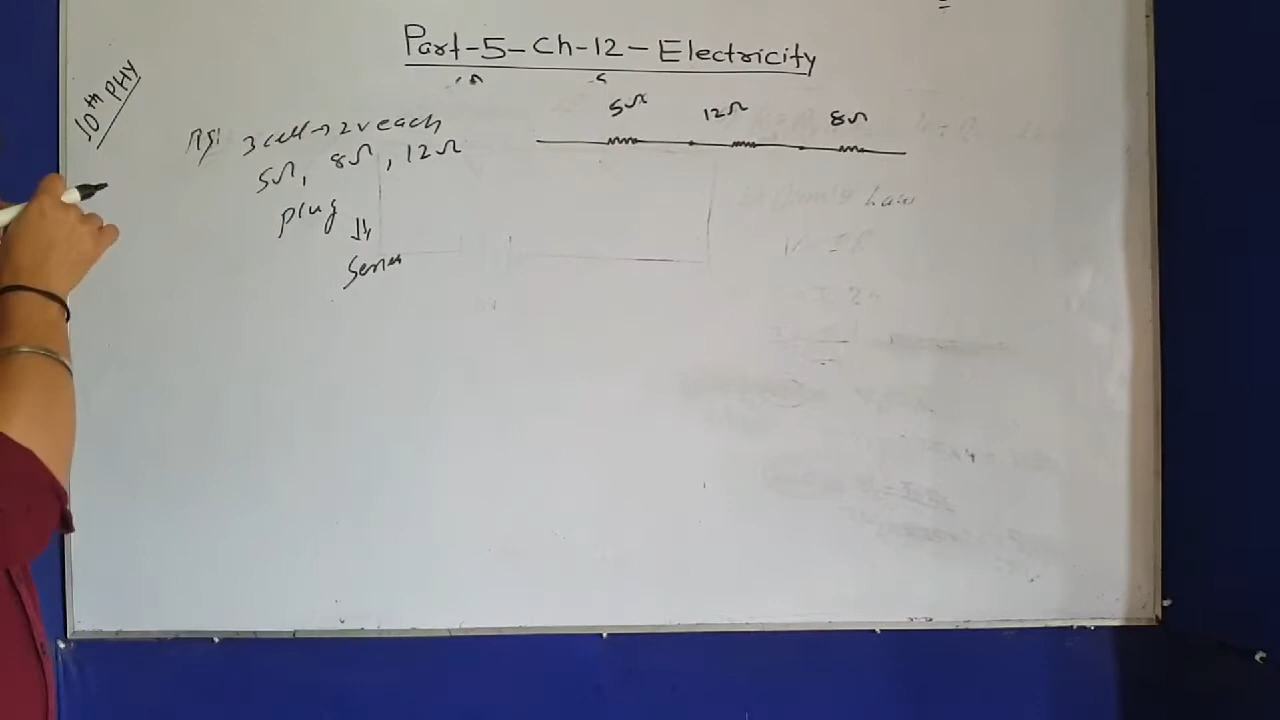 Part-5-Ch-12-Electricity
10th PHY
3 cell → 2v each
5Ω, 8Ω, 12Ω
plug
Series
5Ω 12Ω 8Ω
Law